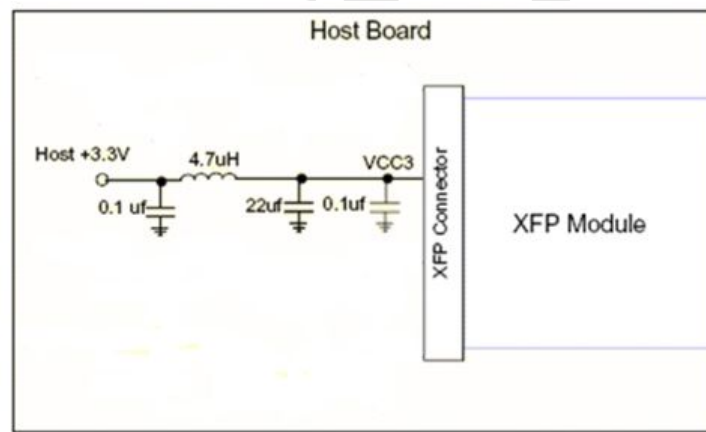 Host Board
Host +3.3V
4.7uH
VCC3
0.1 uf
22uf
0.1uf
XFP Connector
XFP Module